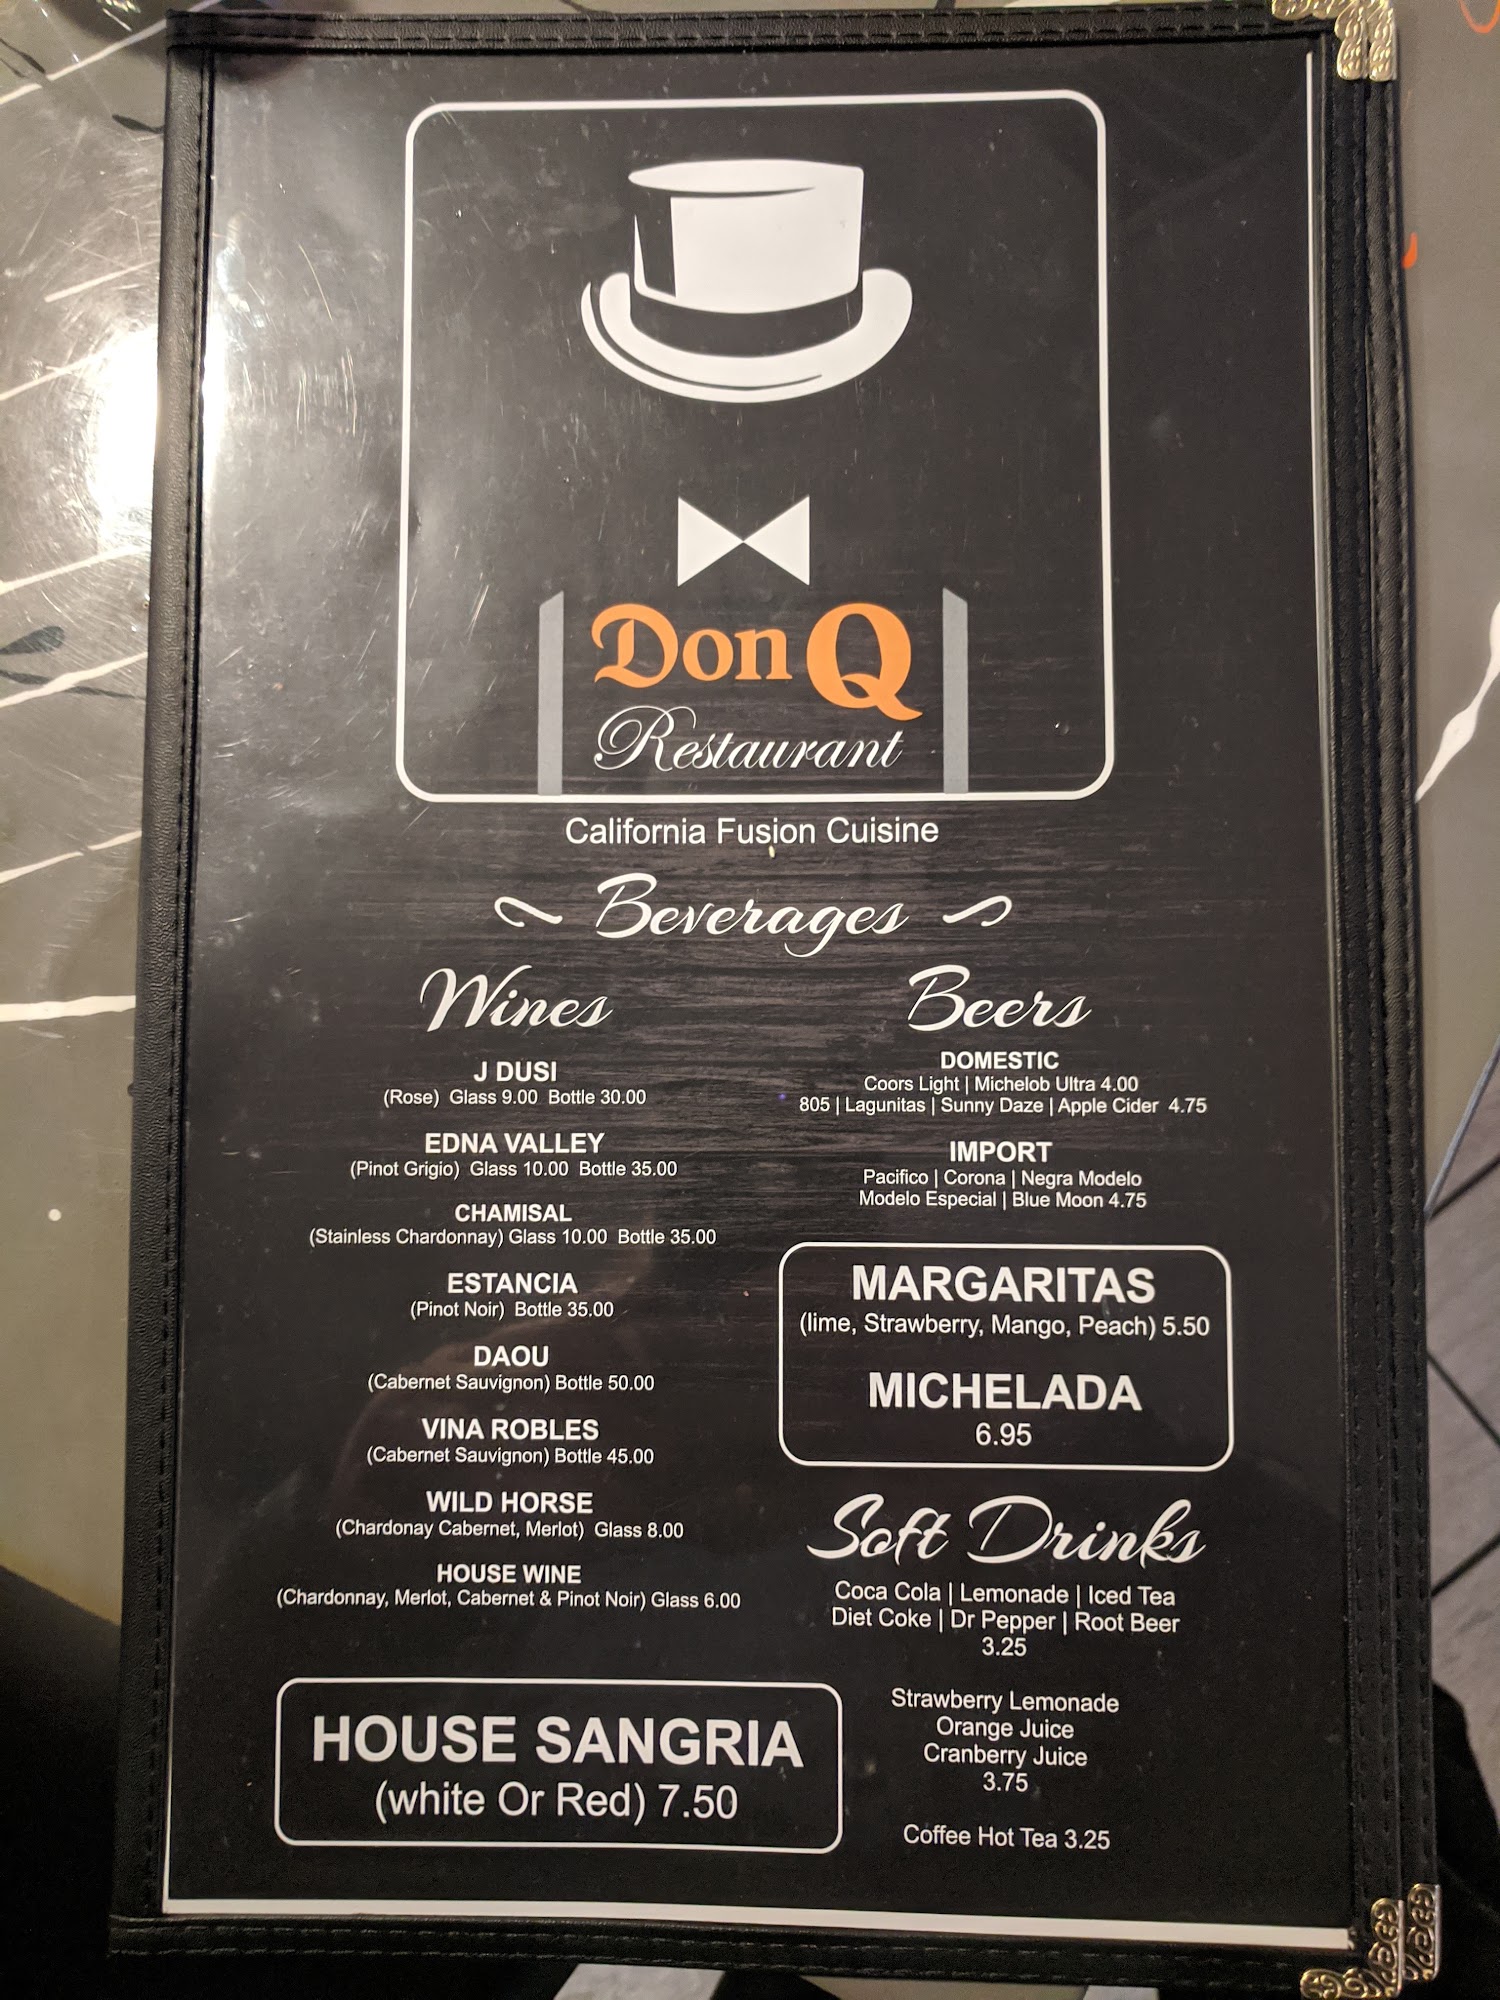 Don Q
Restaurant
California Fusion Cuisine
Beverages
Wines
J DUSI
(Rose) Glass 9.00 Bottle 30.00
EDNA VALLEY
(Pinot Grigio) Glass 10.00 Bottle 35.00
CHAMISAL
(Stainless Chardonnay) Glass 10.00 Bottle 35.00
ESTANCIA
(Pinot Noir) Bottle 35.00
DAOU
(Cabernet Sauvignon) Bottle 50.00
VINA ROBLES
(Cabernet Sauvignon) Bottle 45.00
WILD HORSE
(Chardonay Cabernet, Merlot) Glass 8.00
HOUSE WINE
(Chardonnay, Merlot, Cabernet & Pinot Noir) Glass 6.00
HOUSE SANGRIA
(white Or Red) 7.50
Beers
DOMESTIC
Coors Light | Michelob Ultra 4.00
805 | Lagunitas | Sunny Daze | Apple Cider 4.75
IMPORT
Pacifico | Corona | Negra Modelo
Modelo Especial | Blue Moon 4.75
MARGARITAS
(lime, Strawberry, Mango, Peach) 5.50
MICHELADA
6.95
Soft Drinks
Coca Cola | Lemonade | Iced Tea
Diet Coke | Dr Pepper | Root Beer
3.25
Strawberry Lemonade
Orange Juice
Cranberry Juice
3.75
Coffee Hot Tea 3.25